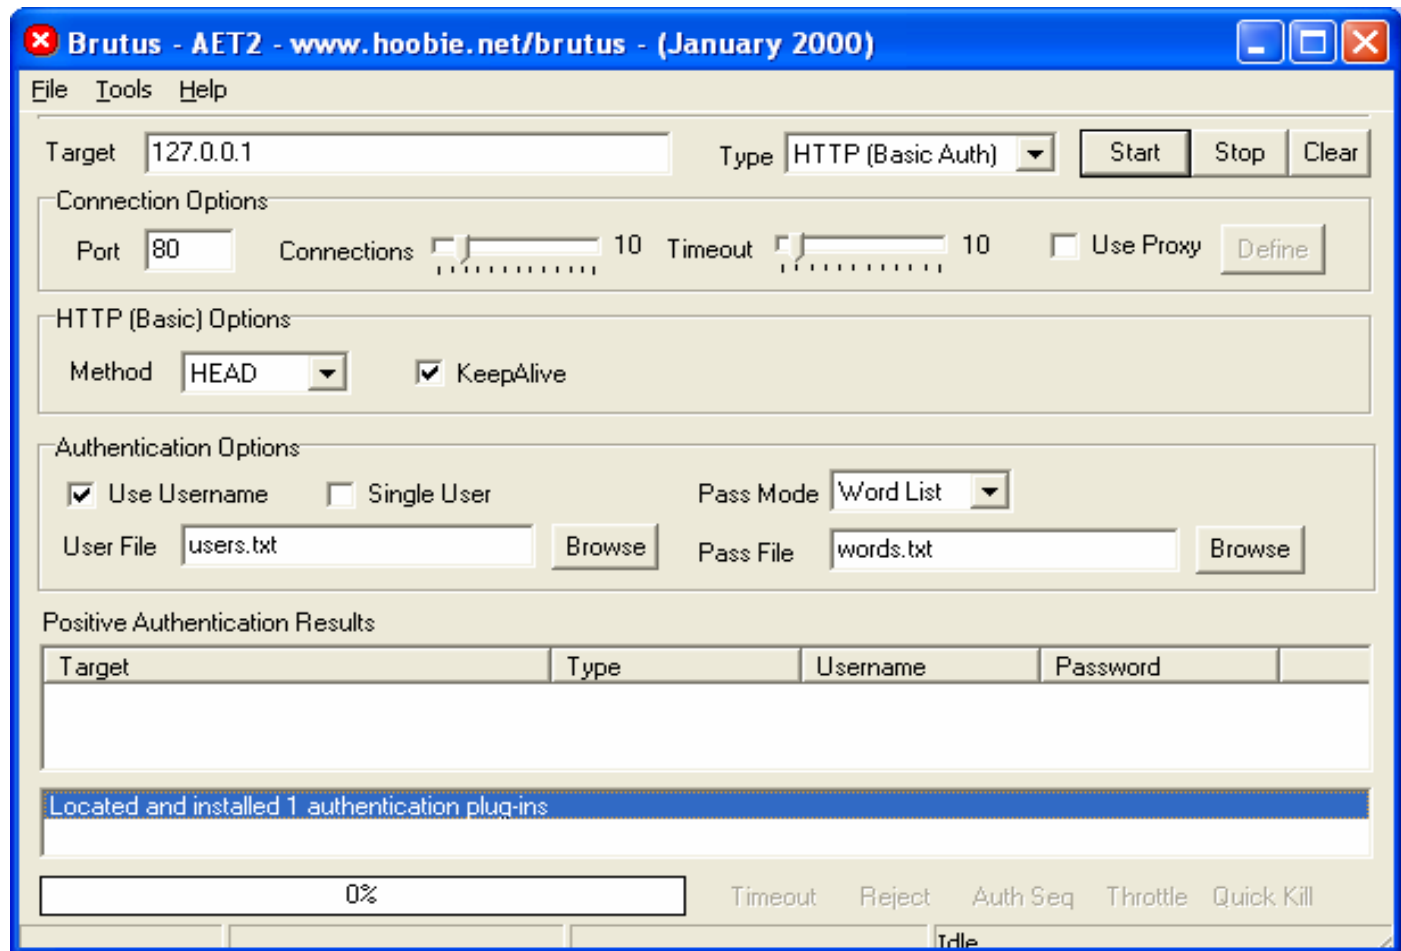 Brutus - AET2 - www.hoobie.net/brutus - (January 2000)
File Tools Help
Target 127.0.0.1 Type HTTP (Basic Auth) Start Stop Clear
Connection Options
Port 80 Connections 10 Timeout 10 Use Proxy Define
HTTP (Basic) Options
Method HEAD KeepAlive
Authentication Options
Use Username Single User Pass Mode Word List
User File users.txt Browse Pass File words.txt Browse
Positive Authentication Results
Target Type Username Password
Located and installed 1 authentication plug-ins
0% Timeout Reject Auth Seq Throttle Quick Kill
Idle